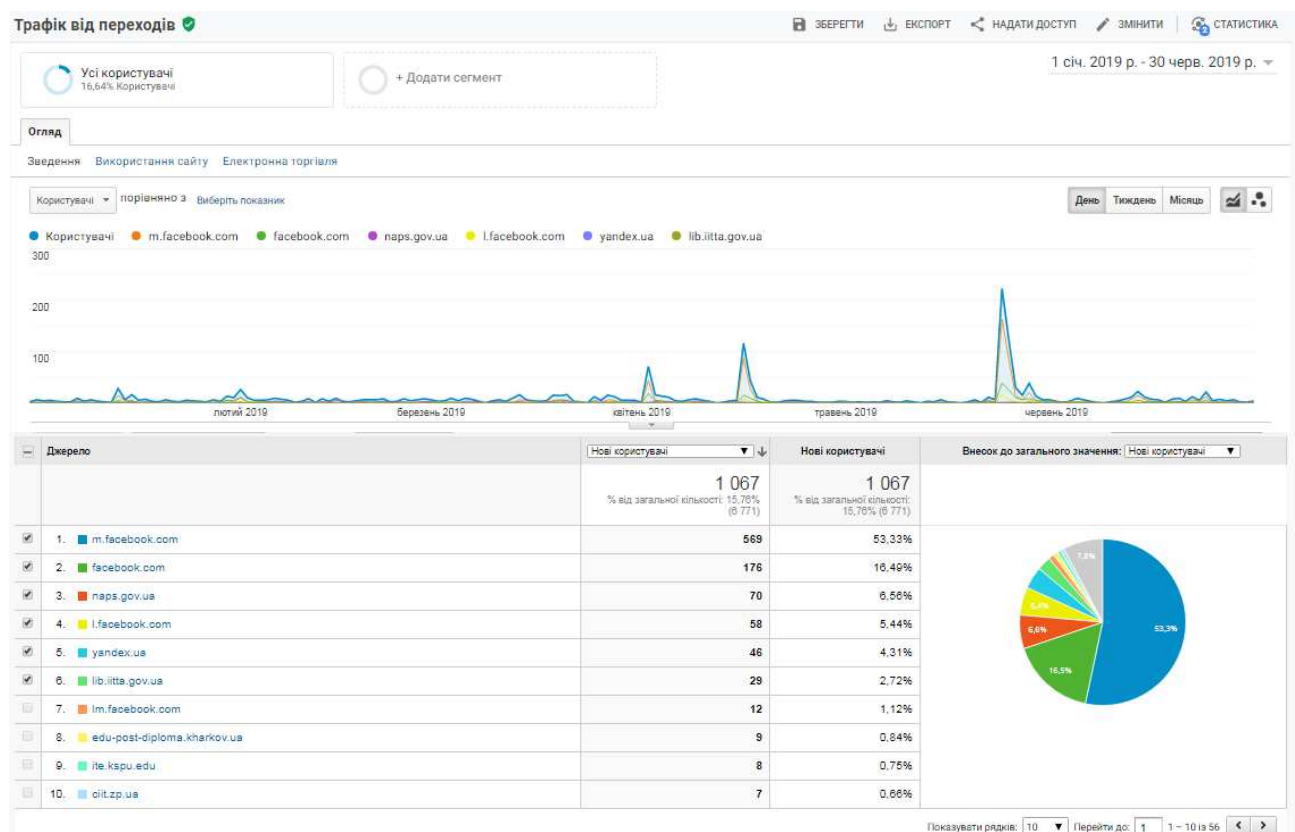 Трафік від переходів
ЗБЕРЕГТИ ЕКСПОРТ НАДАТИ ДОСТУП ЗМІНИТИ СТАТИСТИКА
2
Усі користувачі
16,64% Користувачі
+ Додати сегмент
1 січ. 2019 р. - 30 черв. 2019 р.
Огляд
Зведення Використання сайту Електронна торгівля
Користувачі порівняно з Виберіть показник
День Тиждень Місяць
Користувачі m.facebook.com facebook.com naps.gov.ua l.facebook.com yandex.ua lib.iitta.gov.ua
300
200
100
лютий 2019 березень 2019 квітень 2019 травень 2019 червень 2019
Джерело Нові користувачі Нові користувачі Внесок до загального значення: Нові користувачі
1 067 1 067
% від загальної кількості: 15,76% (6 771) % від загальної кількості: 15,76% (6 771)
1. m.facebook.com 569 53,33%
2. facebook.com 176 16,49%
3. naps.gov.ua 70 6,56%
4. l.facebook.com 58 5,44%
5. yandex.ua 46 4,31%
6. lib.iitta.gov.ua 29 2,72%
7. lm.facebook.com 12 1,12%
8. edu-post-diploma.kharkov.ua 9 0,84%
9. ite.kspu.edu 8 0,75%
10. ciit.zp.ua 7 0,66%
7,8%
5,4%
6,6%
53,3%
16,5%
Показувати рядків: 10 Перейти до: 1 1 – 10 із 56